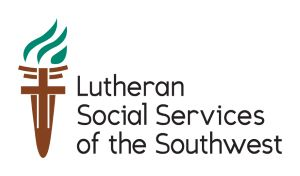 Lutheran
Social Services
of the Southwest